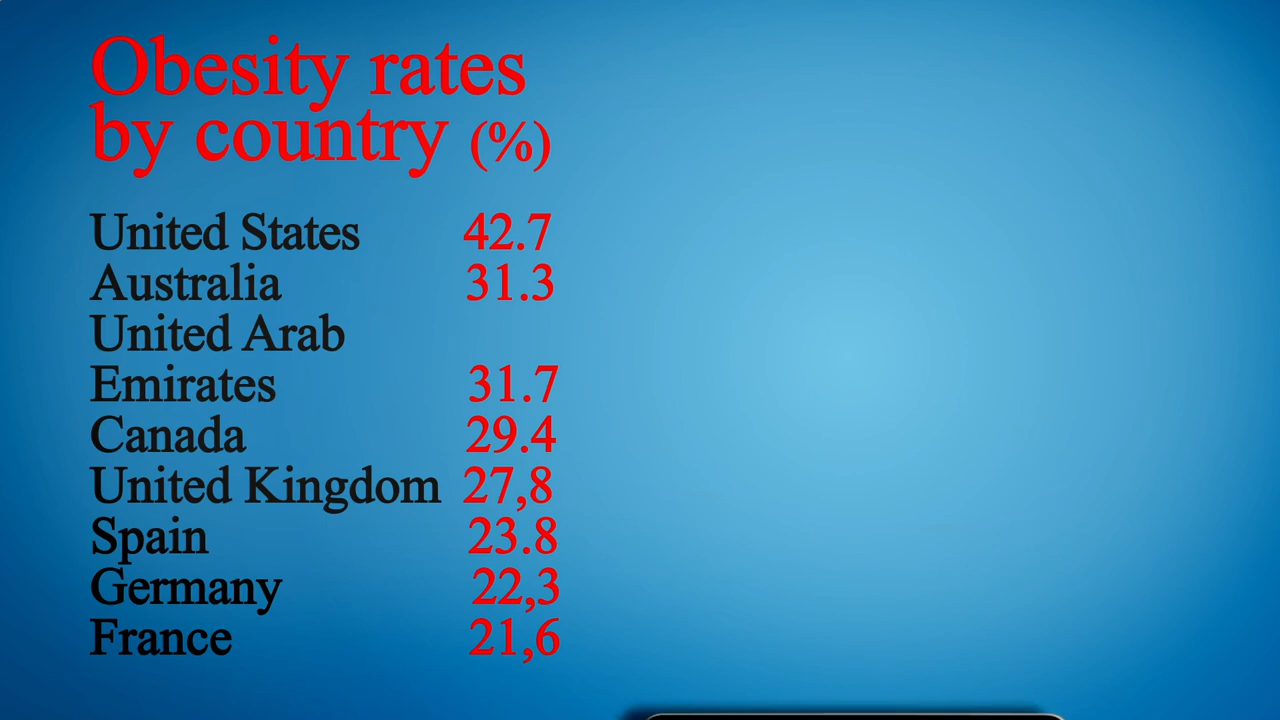 Obesity rates
by country (%)
United States 42.7
Australia 31.3
United Arab
Emirates 31.7
Canada 29.4
United Kingdom 27,8
Spain 23.8
Germany 22,3
France 21,6